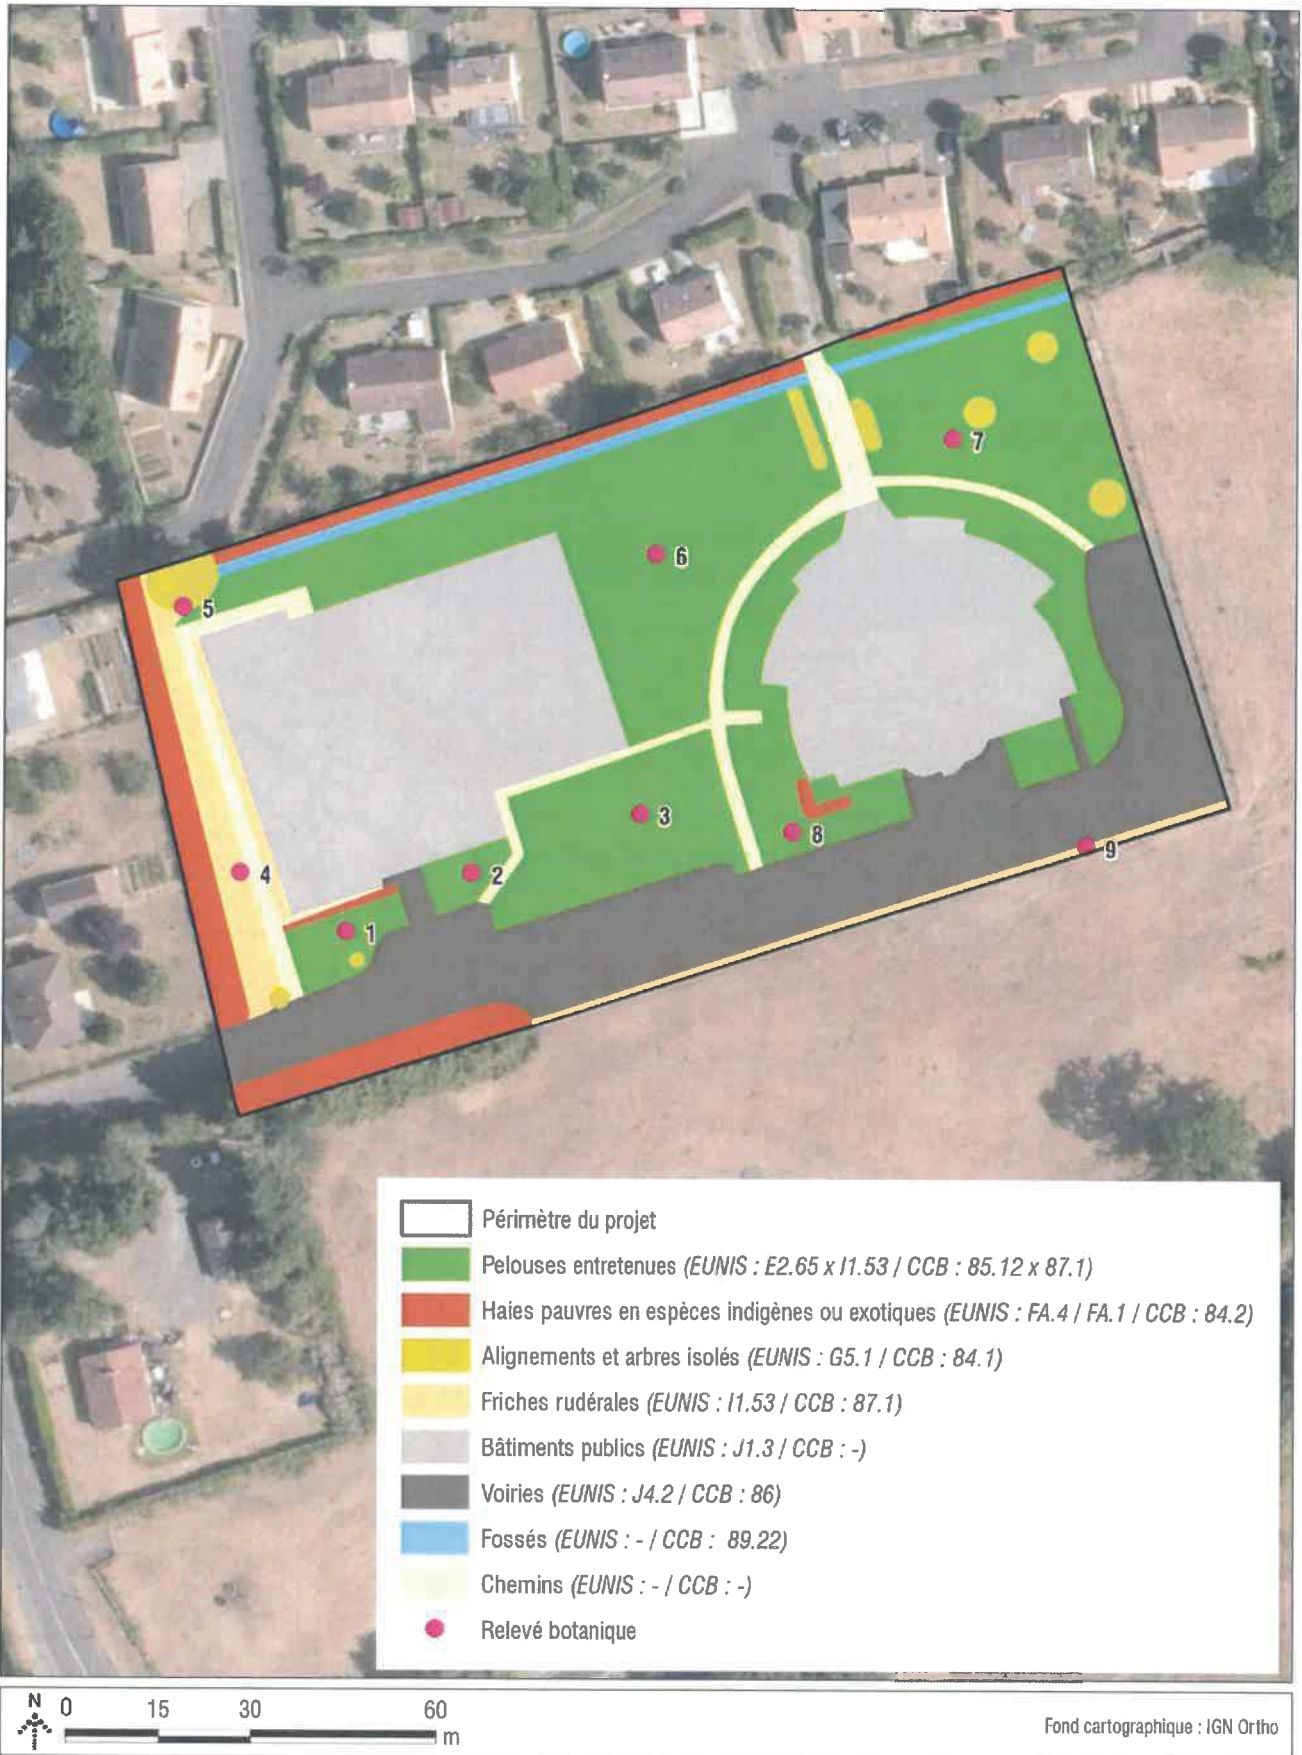 7
6
5
3
8
9
4
2
1
Périmètre du projet
Pelouses entretenues (EUNIS : E2.65 x I1.53 / CCB : 85.12 x 87.1)
Haies pauvres en espèces indigènes ou exotiques (EUNIS : FA.4 / FA.1 / CCB : 84.2)
Alignements et arbres isolés (EUNIS : G5.1 / CCB : 84.1)
Friches rudérales (EUNIS : I1.53 / CCB : 87.1)
Bâtiments publics (EUNIS : J1.3 / CCB : -)
Voiries (EUNIS : J4.2 / CCB : 86)
Fossés (EUNIS : - / CCB : 89.22)
Chemins (EUNIS : - / CCB : -)
Relevé botanique
N 0 15 30 60
m
Fond cartographique : IGN Ortho